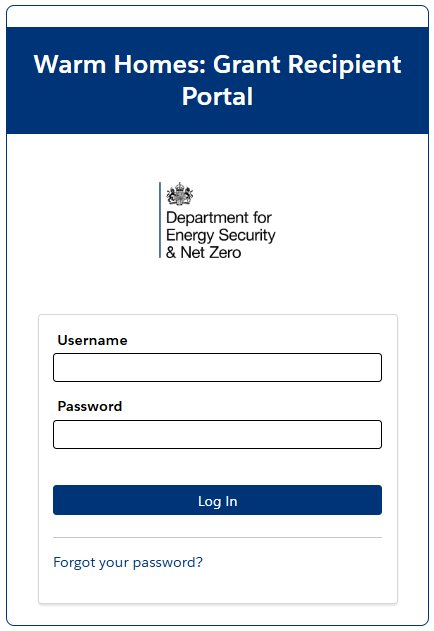 Warm Homes: Grant Recipient
Portal
Department for
Energy Security
& Net Zero
Username
Password
Log In
Forgot your password?